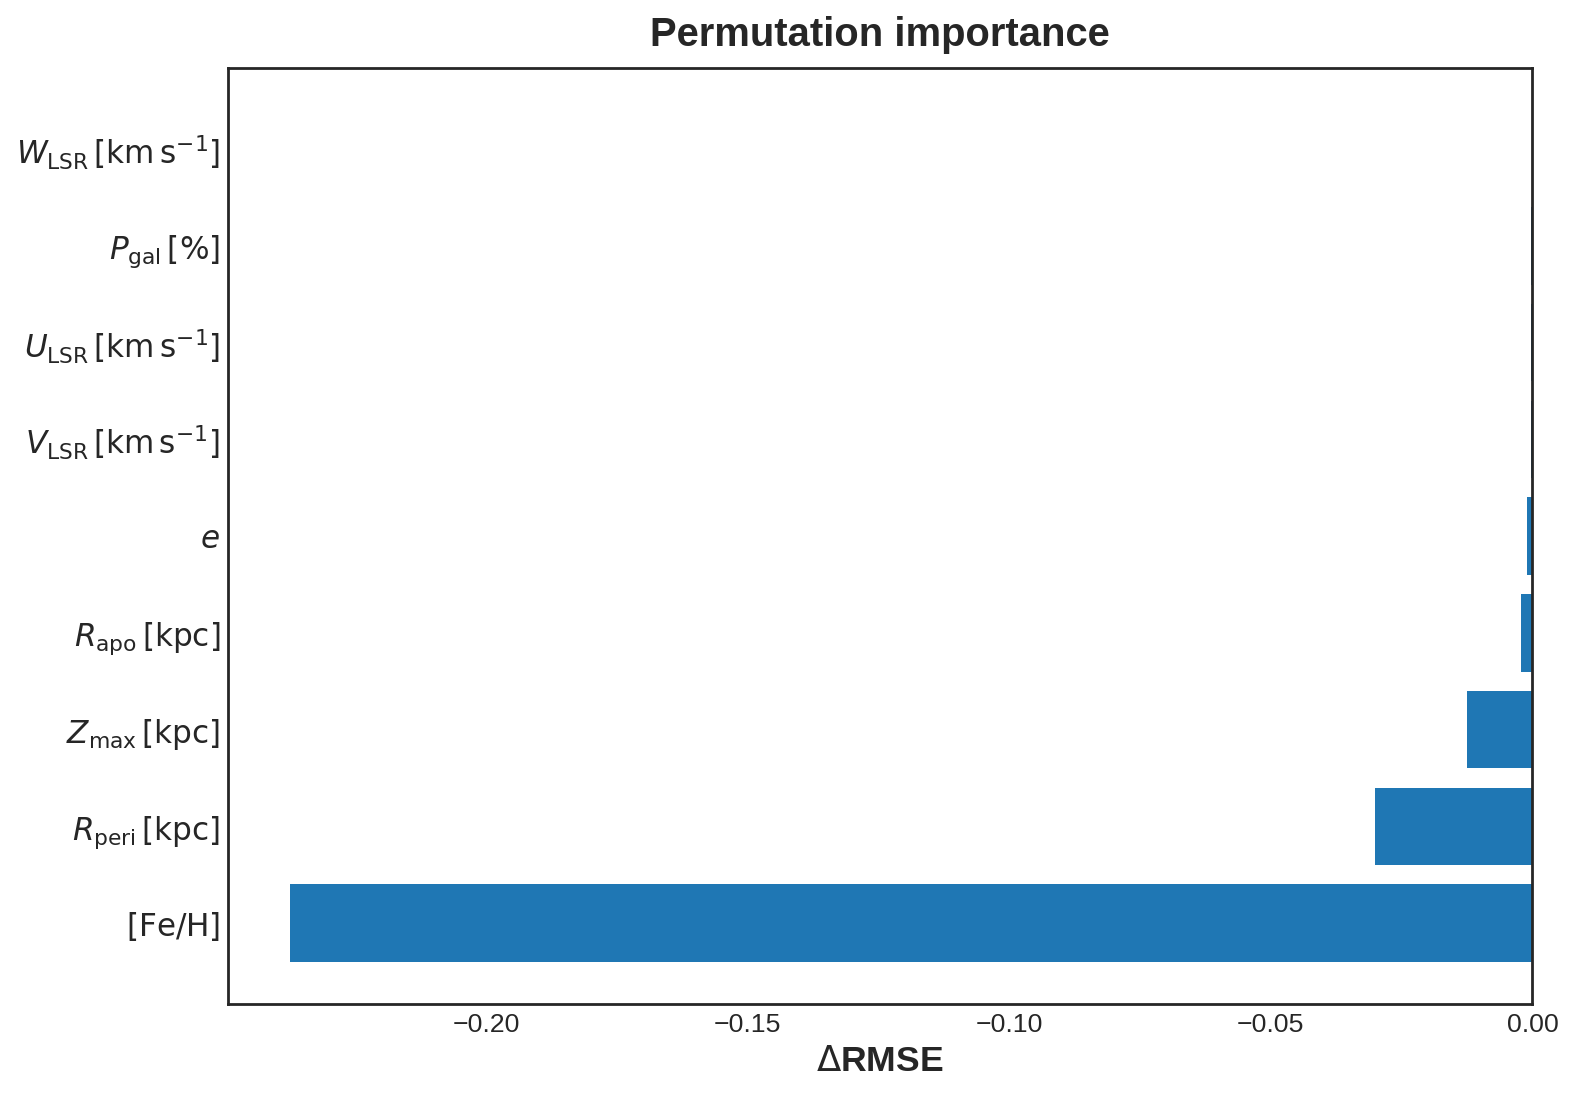 Permutation importance
W_LSR [km s⁻¹]
P_gal [%]
U_LSR [km s⁻¹]
V_LSR [km s⁻¹]
e
R_apo [kpc]
Z_max [kpc]
R_peri [kpc]
[Fe/H]
−0.20 −0.15 −0.10 −0.05 0.00
ΔRMSE